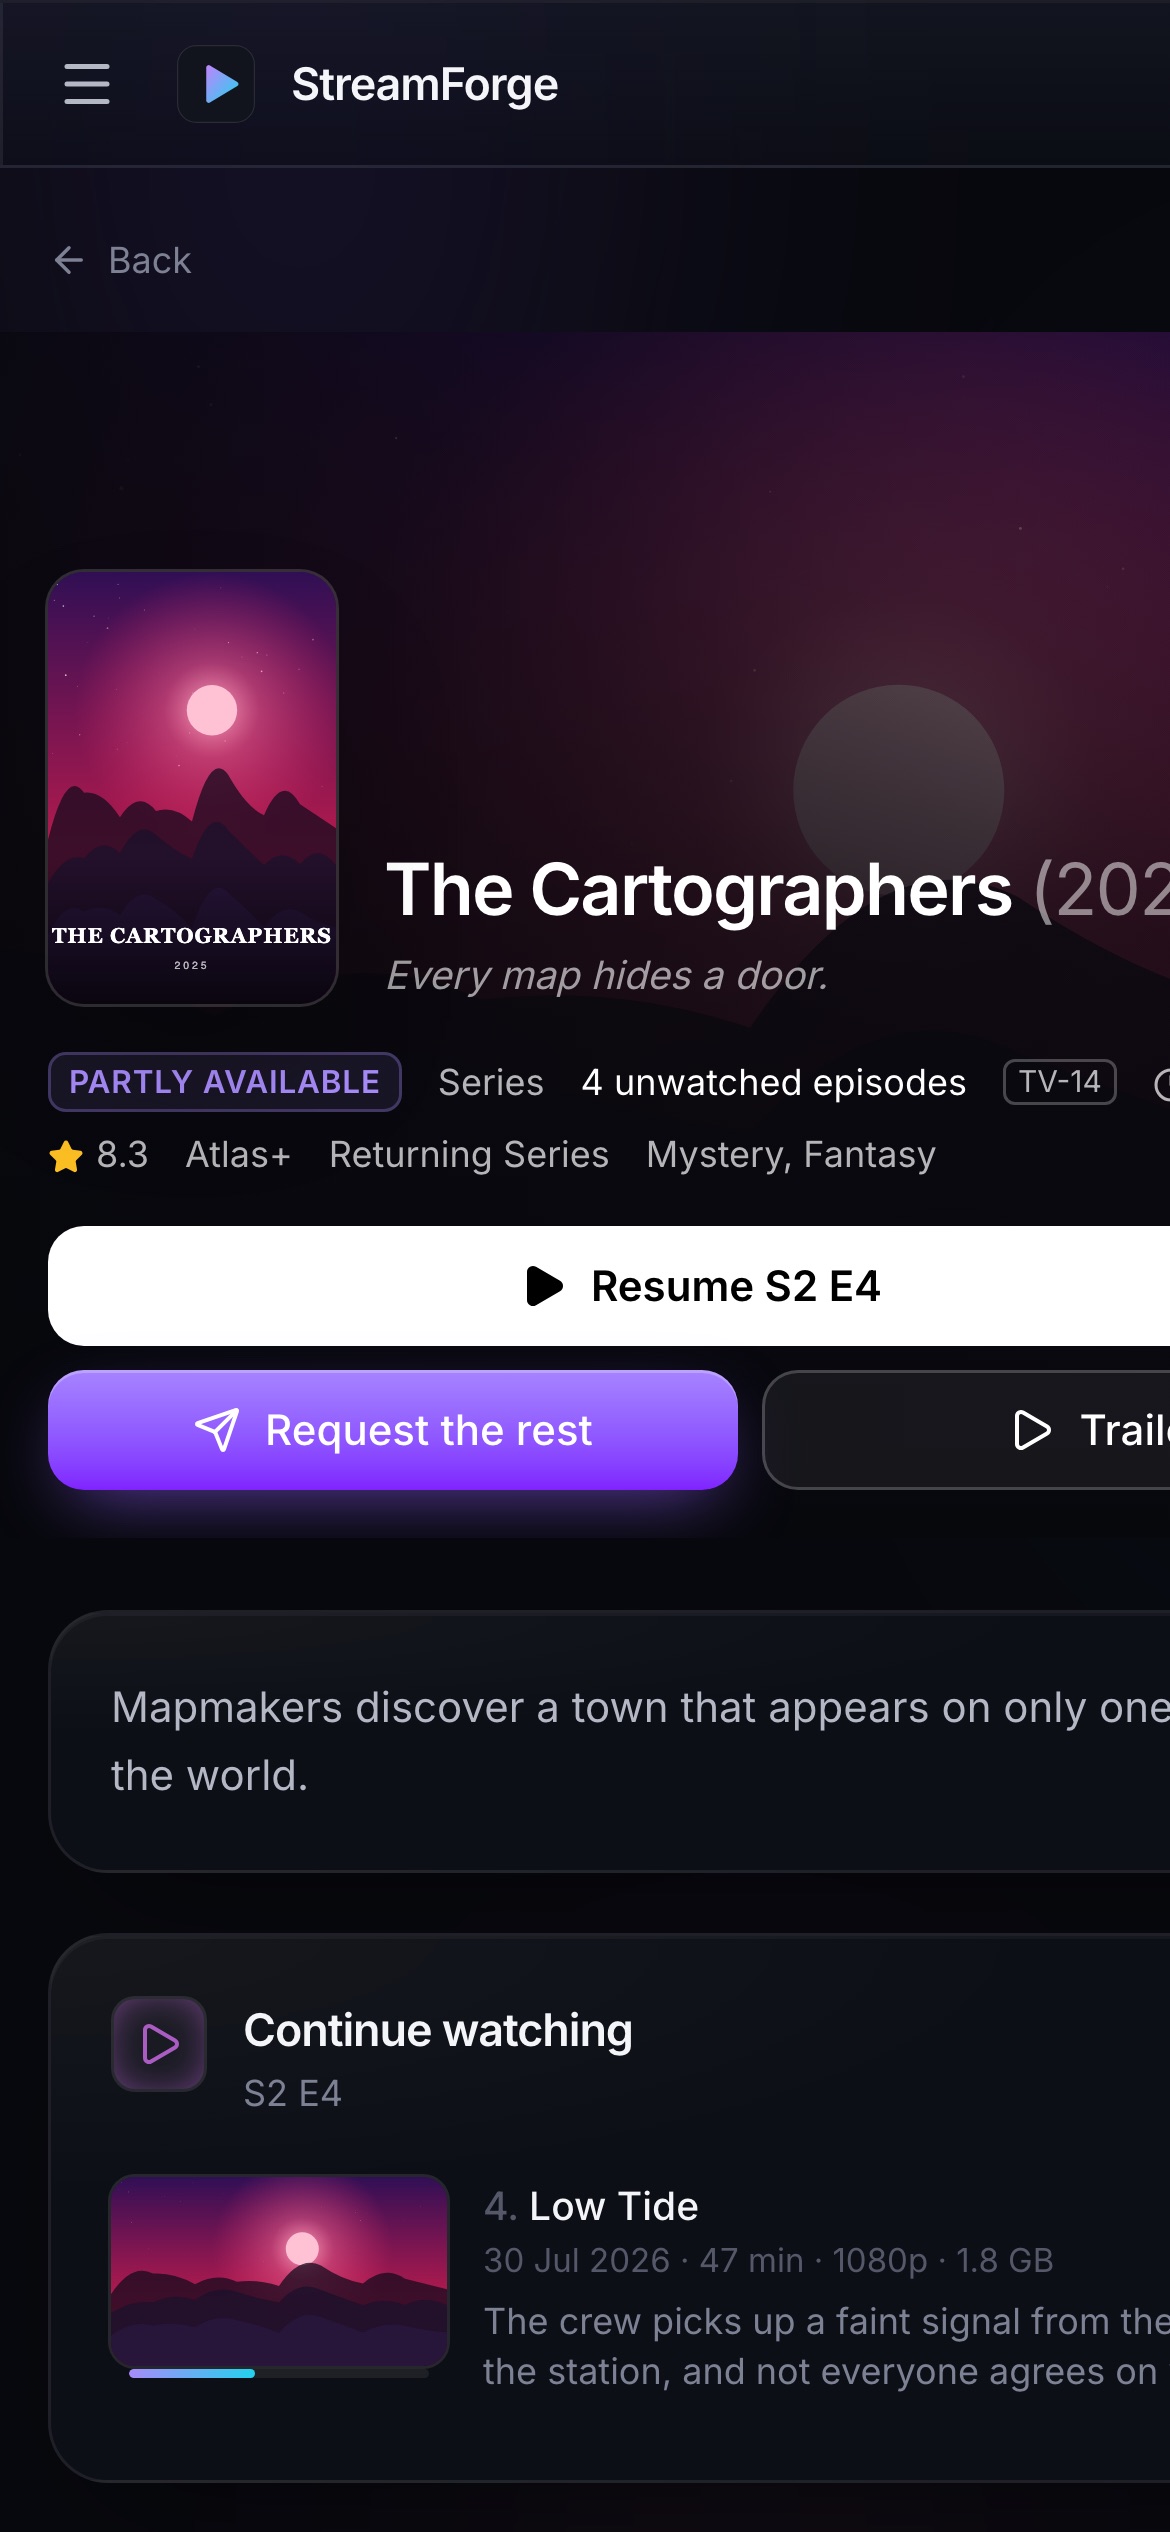 StreamForge
Back
THE CARTOGRAPHERS
2025
The Cartographers (202
Every map hides a door.
PARTLY AVAILABLE Series 4 unwatched episodes TV-14
8.3 Atlas+ Returning Series Mystery, Fantasy
Resume S2 E4
Request the rest
Mapmakers discover a town that appears on only one
the world.
Continue watching
S2 E4
4. Low Tide
30 Jul 2026 · 47 min · 1080p · 1.8 GB
The crew picks up a faint signal from the
the station, and not everyone agrees on